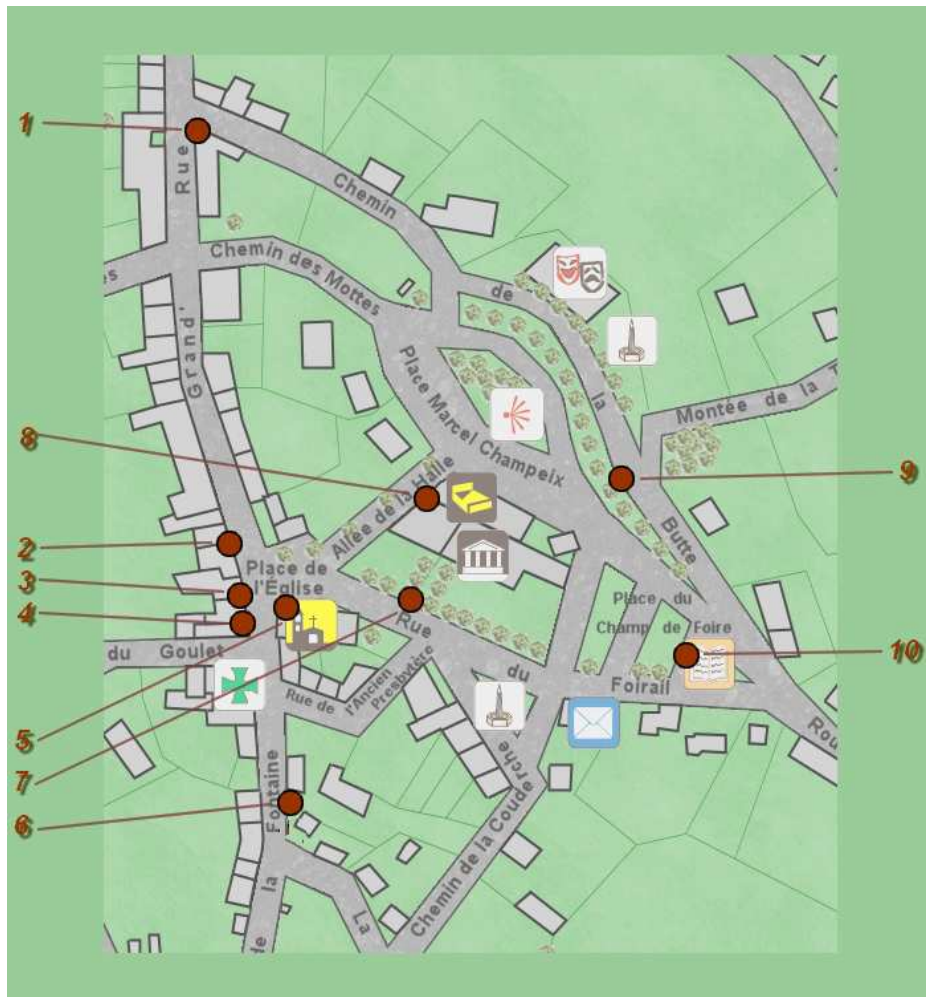 1
Rue
Chemin
Chemin des Mottes
es
de
Grand'
Place Marcel Champeix
la
Montée de la T
8
Allée de la Halle
9
2
Butte
Place de
l'Église
3
Place du
4
Rue
Champ de Foire
du Goulet
10
du
Foirail
Rue de
l'Ancien
Presbytère
5
Rou
7
Fontaine
6
Chemin de la Couderche
la
La
de